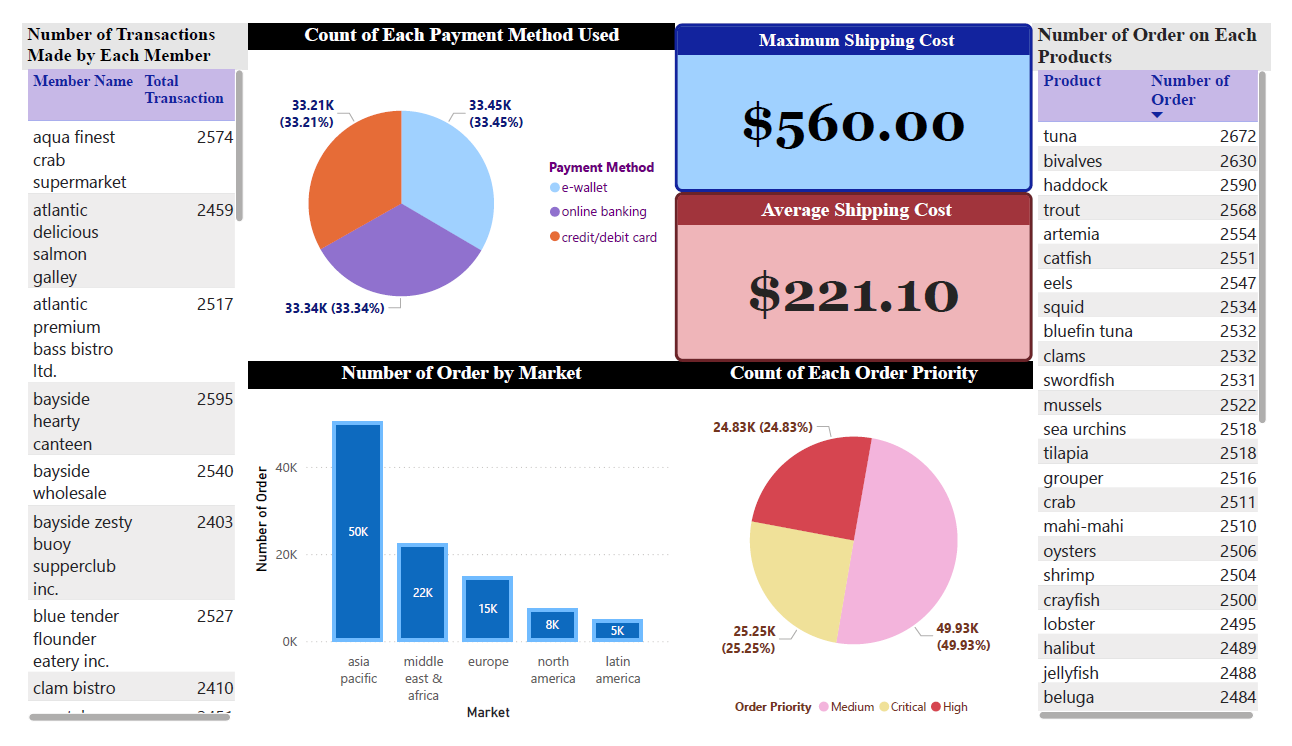 Number of Transactions
Made by Each Member
Member Name Total
Transaction
aqua finest 2574
crab
supermarket
atlantic 2459
delicious
salmon
galley
atlantic 2517
premium
bass bistro
ltd.
bayside 2595
hearty
canteen
bayside 2540
wholesale
bayside zesty 2403
buoy
supperclub
inc.
blue tender 2527
flounder
eatery inc.
clam bistro 2410
Count of Each Payment Method Used
33.21K
(33.21%)
33.45K
(33.45%)
33.34K (33.34%)
Payment Method
e-wallet
online banking
credit/debit card
Maximum Shipping Cost
$560.00
Average Shipping Cost
$221.10
Number of Order by Market
Number of Order
40K
20K
0K
50K
22K
15K
8K
5K
asia
pacific
middle
east &
africa
europe
north
america
latin
america
Market
Count of Each Order Priority
24.83K (24.83%)
25.25K
(25.25%)
49.93K
(49.93%)
Order Priority Medium Critical High
Number of Order on Each
Products
Product Number of
Order
tuna 2672
bivalves 2630
haddock 2590
trout 2568
artemia 2554
catfish 2551
eels 2547
squid 2534
bluefin tuna 2532
clams 2532
swordfish 2531
mussels 2522
sea urchins 2518
tilapia 2518
grouper 2516
crab 2511
mahi-mahi 2510
oysters 2506
shrimp 2504
crayfish 2500
lobster 2495
halibut 2489
jellyfish 2488
beluga 2484